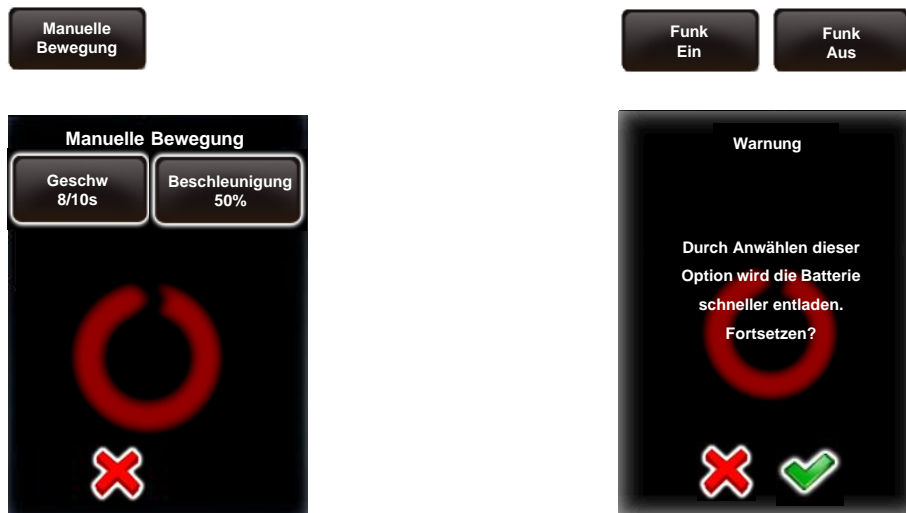 Manuelle
Bewegung
Manuelle Bewegung
Geschw
8/10s
Beschleunigung
50%
Funk
Ein
Funk
Aus
Warnung
Durch Anwählen dieser
Option wird die Batterie
schneller entladen.
Fortsetzen?